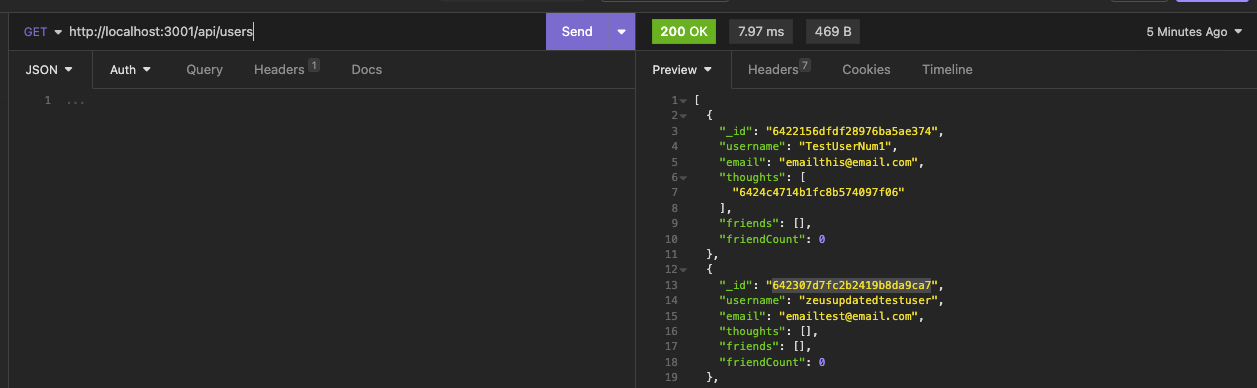 GET http://localhost:3001/api/users Send 200 OK 7.97 ms 469 B 5 Minutes Ago
JSON Auth Query Headers 1 Docs Preview Headers 7 Cookies Timeline
1 ...
1 [
2 {
3 "_id": "6422156dfdf28976ba5ae374",
4 "username": "TestUserNum1",
5 "email": "emailthis@email.com",
6 "thoughts": [
7 "6424c4714b1fc8b574097f06"
8 ],
9 "friends": [],
10 "friendCount": 0
11 },
12 {
13 "_id": "642307d7fc2b2419b8da9ca7",
14 "username": "zeusupdatedtestuser",
15 "email": "emailtest@email.com",
16 "thoughts": [],
17 "friends": [],
18 "friendCount": 0
19 },